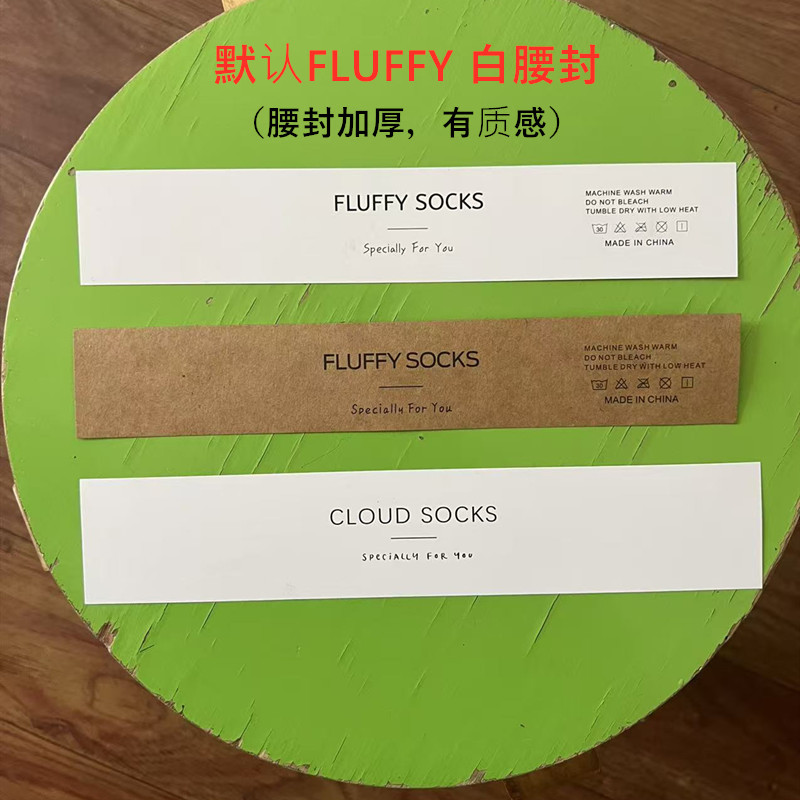 默认FLUFFY 白腰封
（腰封加厚，有质感）
FLUFFY SOCKS
Specially For You
MACHINE WASH WARM
DO NOT BLEACH
TUMBLE DRY WITH LOW HEAT
30
MADE IN CHINA
FLUFFY SOCKS
Specially For You
MACHINE WASH WARM
DO NOT BLEACH
TUMBLE DRY WITH LOW HEAT
30
MADE IN CHINA
CLOUD SOCKS
SPECIALLY FOR YOU